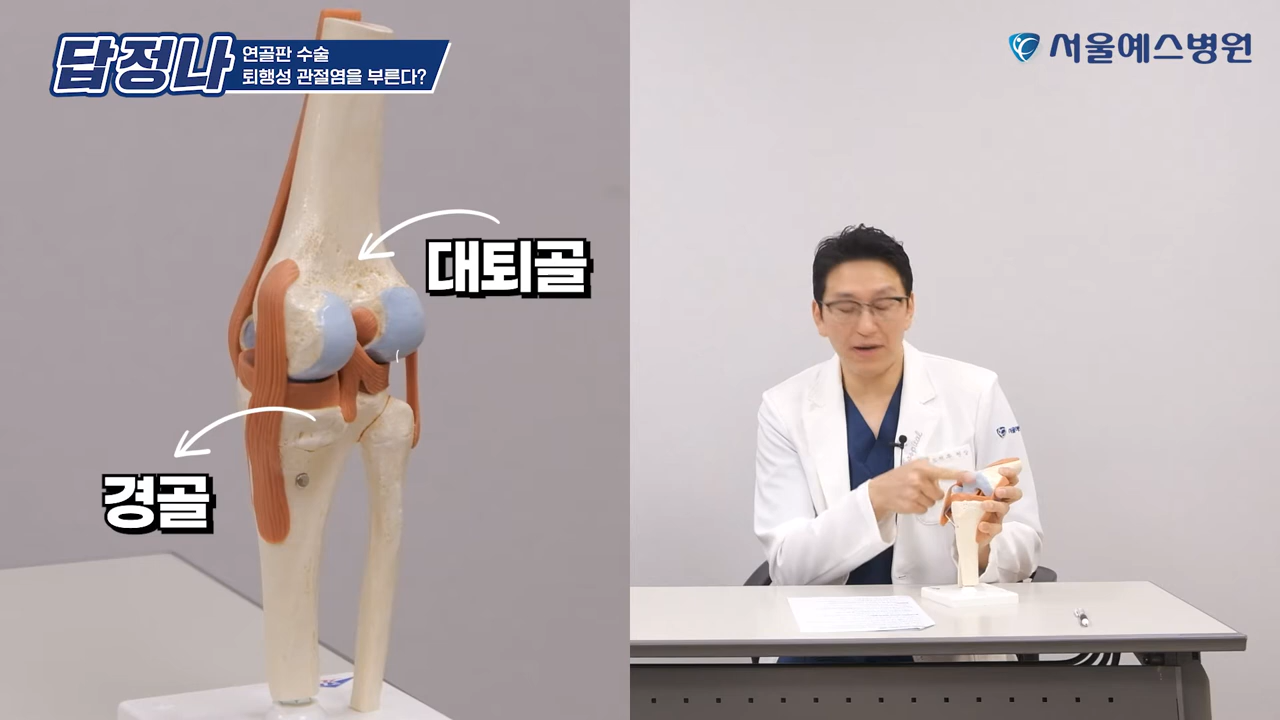 답정나
연골판 수술
퇴행성 관절염을 부른다?
서울예스병원
대퇴골
경골